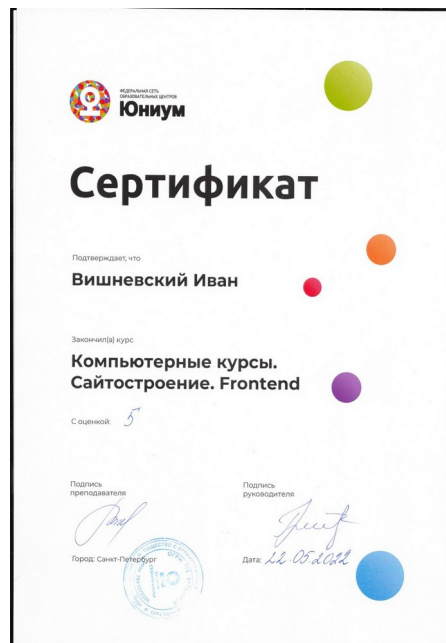 ФЕДЕРАЛЬНАЯ СЕТЬ
ОБРАЗОВАТЕЛЬНЫХ ЦЕНТРОВ
Юниум
Сертификат
Подтверждает, что
Вишневский Иван
Закончил(а) курс
Компьютерные курсы.
Сайтостроение. Frontend
С оценкой: 5
Подпись
преподавателя
Подпись
руководителя
Город: Санкт-Петербург
Дата: 22.05.2022